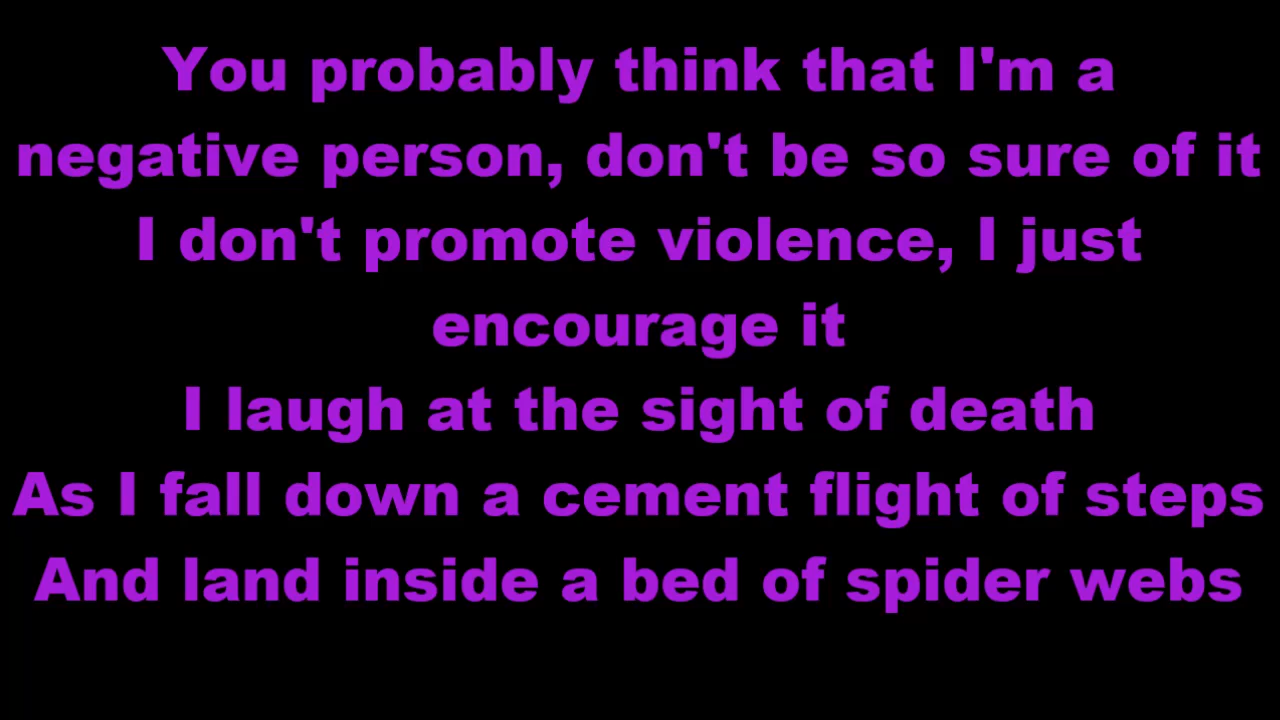 You probably think that I'm a
negative person, don't be so sure of it
I don't promote violence, I just
encourage it
I laugh at the sight of death
As I fall down a cement flight of steps
And land inside a bed of spider webs